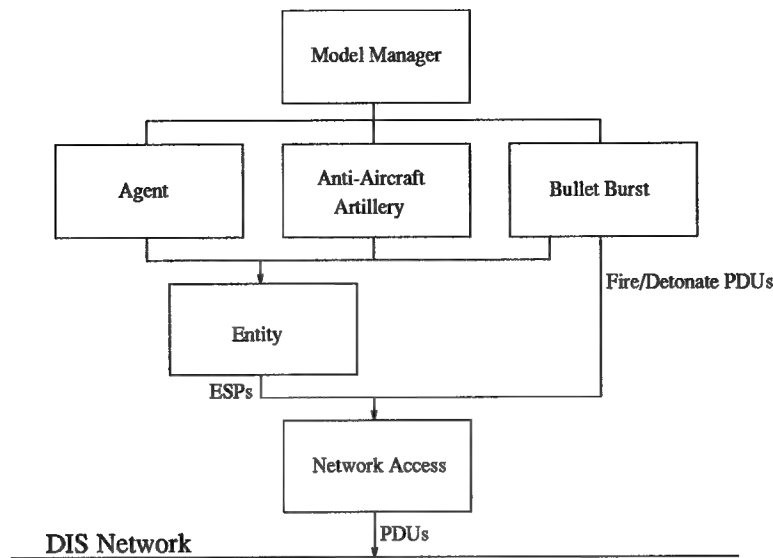 Model Manager
Agent
Anti-Aircraft
Artillery
Bullet Burst
Fire/Detonate PDUs
Entity
ESPs
Network Access
PDUs
DIS Network